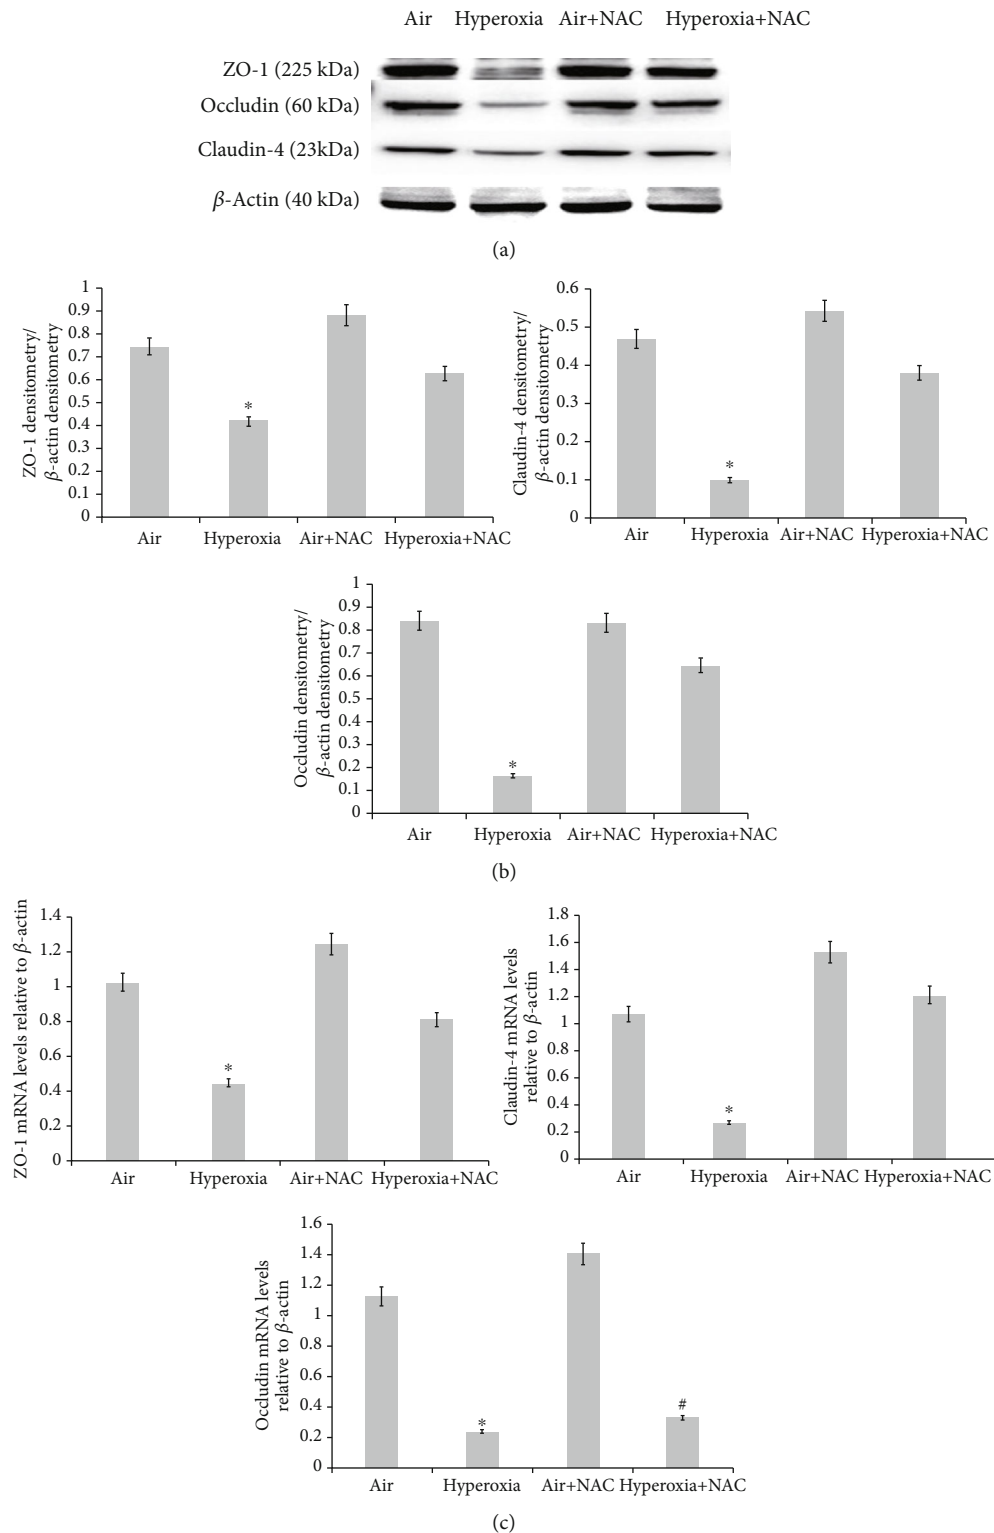 Air Hyperoxia Air+NAC Hyperoxia+NAC
ZO-1 (225 kDa)
Occludin (60 kDa)
Claudin-4 (23kDa)
β-Actin (40 kDa)
(a)
ZO-1 densitometry/
β-actin densitometry
1
0.9
0.8
0.7
0.6
0.5
0.4
0.3
0.2
0.1
0
*
Air Hyperoxia Air+NAC Hyperoxia+NAC
Claudin-4 densitometry/
β-actin densitometry
0.6
0.5
0.4
0.3
0.2
0.1
0
*
Air Hyperoxia Air+NAC Hyperoxia+NAC
Occludin densitometry/
β-actin densitometry
1
0.9
0.8
0.7
0.6
0.5
0.4
0.3
0.2
0.1
0
*
Air Hyperoxia Air+NAC Hyperoxia+NAC
(b)
ZO-1 mRNA levels relative to β-actin
1.4
1.2
1
0.8
0.6
0.4
0.2
0
*
Air Hyperoxia Air+NAC Hyperoxia+NAC
Claudin-4 mRNA levels
relative to β-actin
1.8
1.6
1.4
1.2
1
0.8
0.6
0.4
0.2
0
*
Air Hyperoxia Air+NAC Hyperoxia+NAC
Occludin mRNA levels
relative to β-actin
1.6
1.4
1.2
1
0.8
0.6
0.4
0.2
0
* #
Air Hyperoxia Air+NAC Hyperoxia+NAC
(c)